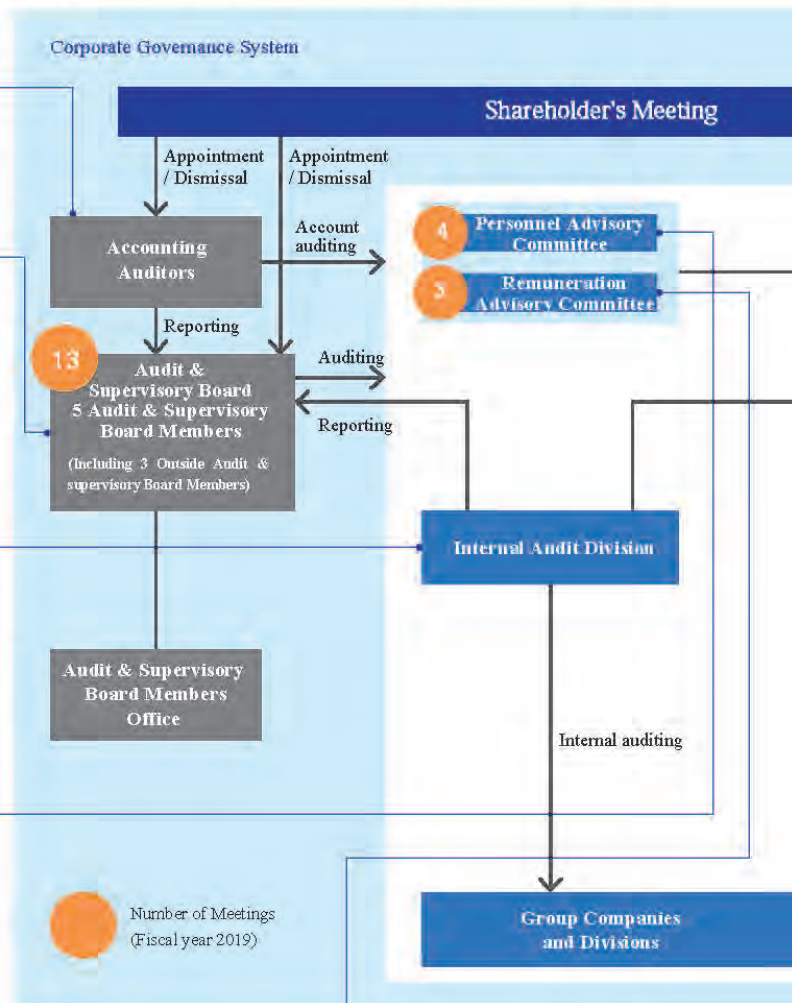 Corporate Governance System
Shareholder's Meeting
Appointment
/ Dismissal
Appointment
/ Dismissal
Accounting
Auditors
Account
auditing
4
Personnel Advisory
Committee
5
Remuneration
Advisory Committee
Reporting
13
Audit &
Supervisory Board
5 Audit & Supervisory
Board Members
(Including 3 Outside Audit &
supervisory Board Members)
Auditing
Reporting
Internal Audit Division
Audit & Supervisory
Board Members
Office
Internal auditing
Number of Meetings
(Fiscal year 2019)
Group Companies
and Divisions